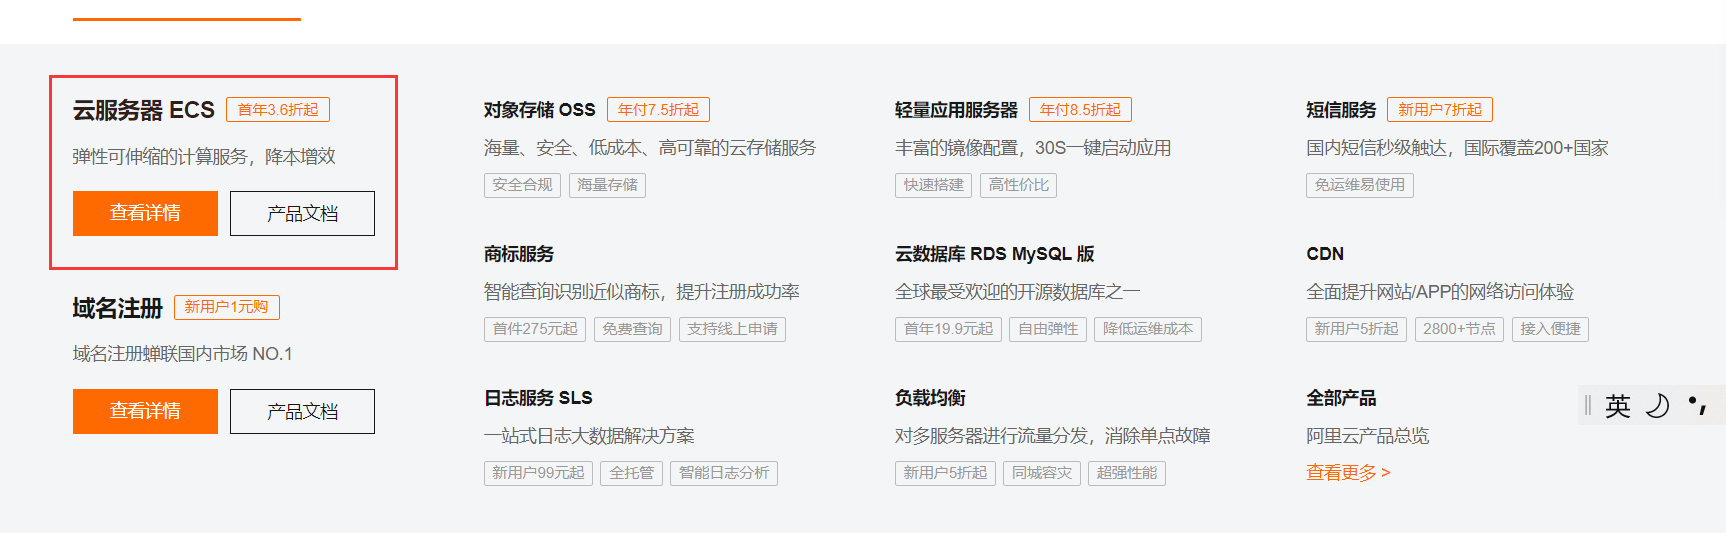 云服务器 ECS 首年3.6折起
弹性可伸缩的计算服务，降本增效
查看详情 产品文档
域名注册 新用户1元购
域名注册蝉联国内市场 NO.1
查看详情 产品文档
对象存储 OSS 年付7.5折起
海量、安全、低成本、高可靠的云存储服务
安全合规 海量存储
轻量应用服务器 年付8.5折起
丰富的镜像配置，30S一键启动应用
快速搭建 高性价比
短信服务 新用户7折起
国内短信秒级触达，国际覆盖200+国家
免运维易使用
商标服务
智能查询识别近似商标，提升注册成功率
首件275元起 免费查询 支持线上申请
云数据库 RDS MySQL 版
全球最受欢迎的开源数据库之一
首年19.9元起 自由弹性 降低运维成本
CDN
全面提升网站/APP的网络访问体验
新用户5折起 2800+节点 接入便捷
日志服务 SLS
一站式日志大数据解决方案
新用户99元起 全托管 智能日志分析
负载均衡
对多服务器进行流量分发，消除单点故障
新用户5折起 同城容灾 超强性能
全部产品
阿里云产品总览
查看更多 >
英